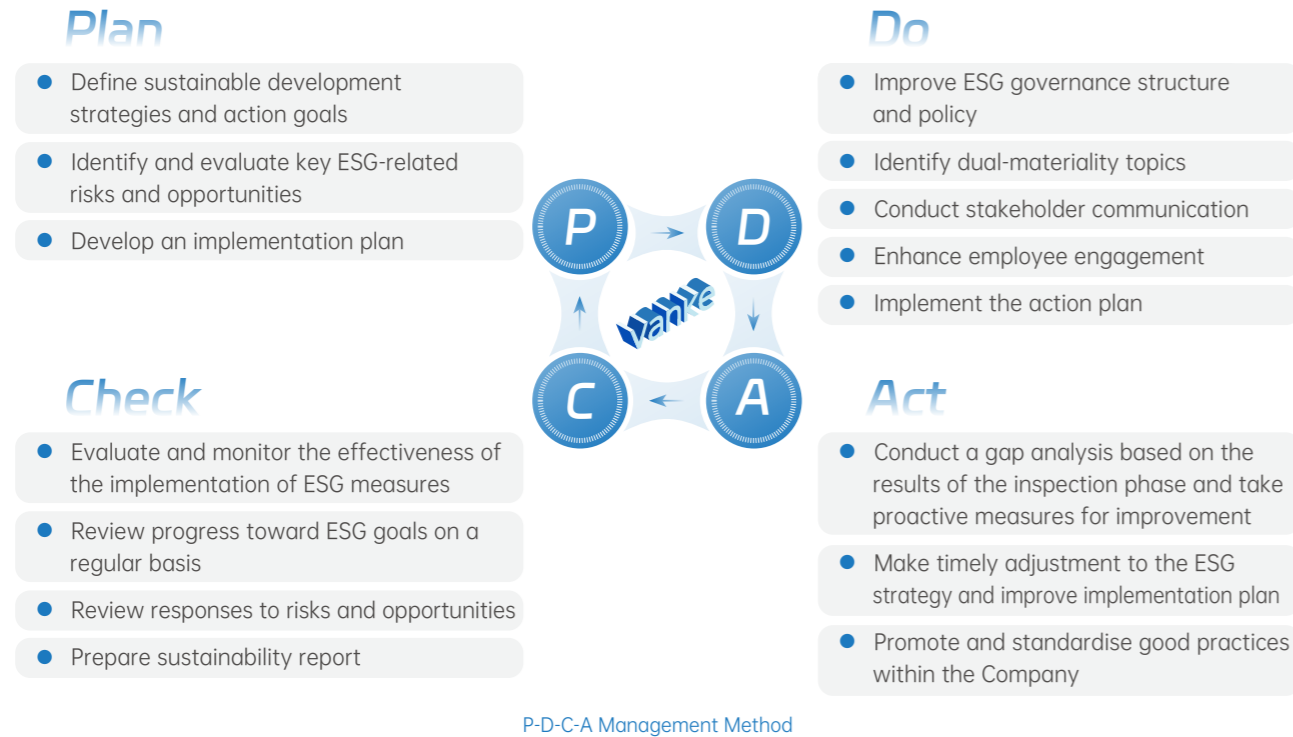 Plan
Define sustainable development
strategies and action goals
Identify and evaluate key ESG-related
risks and opportunities
Develop an implementation plan
Do
Improve ESG governance structure
and policy
Identify dual-materiality topics
Conduct stakeholder communication
Enhance employee engagement
Implement the action plan
P
D
vanke
C
A
Check
Evaluate and monitor the effectiveness of
the implementation of ESG measures
Review progress toward ESG goals on a
regular basis
Review responses to risks and opportunities
Prepare sustainability report
Act
Conduct a gap analysis based on the
results of the inspection phase and take
proactive measures for improvement
Make timely adjustment to the ESG
strategy and improve implementation plan
Promote and standardise good practices
within the Company
P-D-C-A Management Method